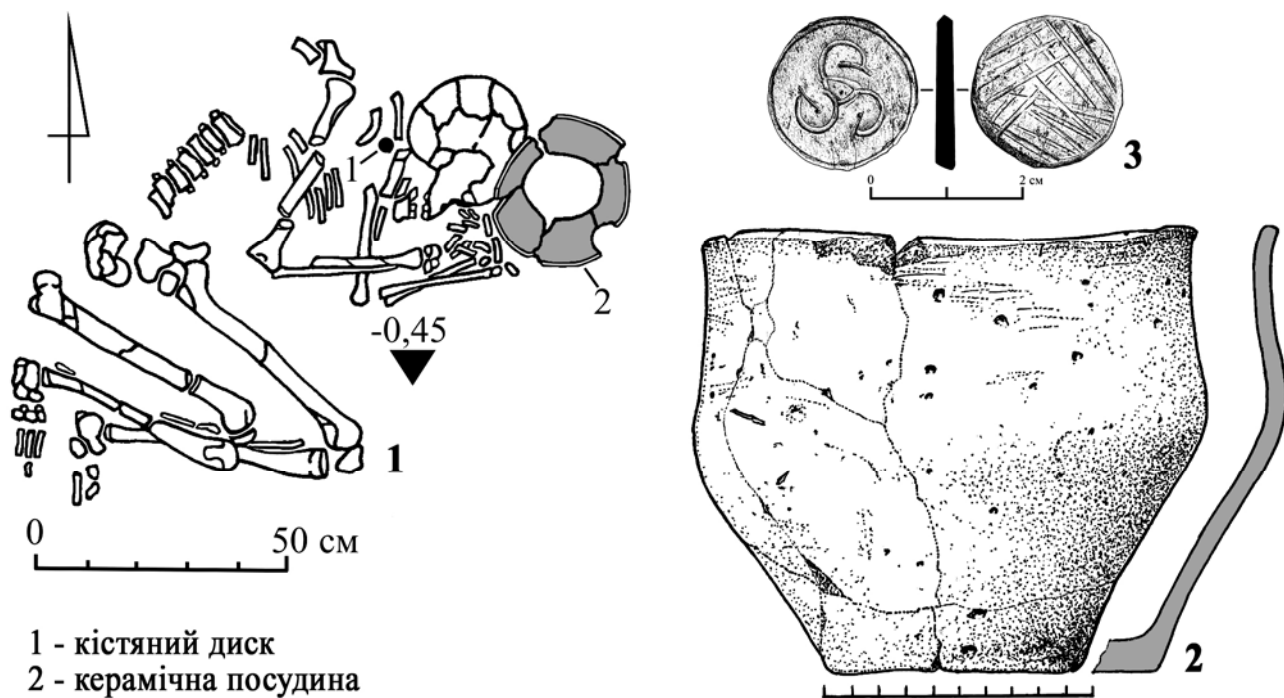 1
2
-0,45
1
0 50 см
1 - кістяний диск
2 - керамічна посудина
3
0 2 см
2